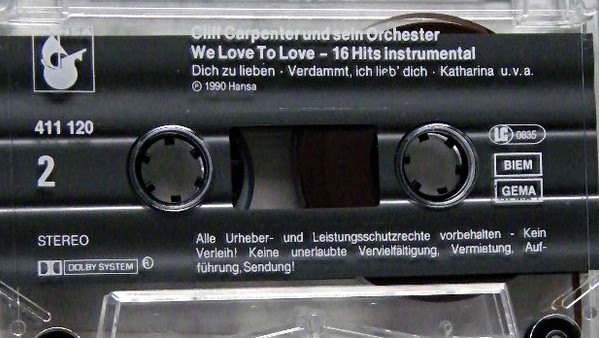 Cliff Carpenter und sein Orchester
We Love To Love – 16 Hits instrumental
Dich zu lieben · Verdammt, ich lieb' dich · Katharina u.v.a.
℗ 1990 Hansa
411 120
LC 0835
2
BIEM
GEMA
STEREO
DOLBY SYSTEM ®
Alle Urheber- und Leistungsschutzrechte vorbehalten - Kein
Verleih! Keine unerlaubte Vervielfältigung, Vermietung, Auf-
führung, Sendung!